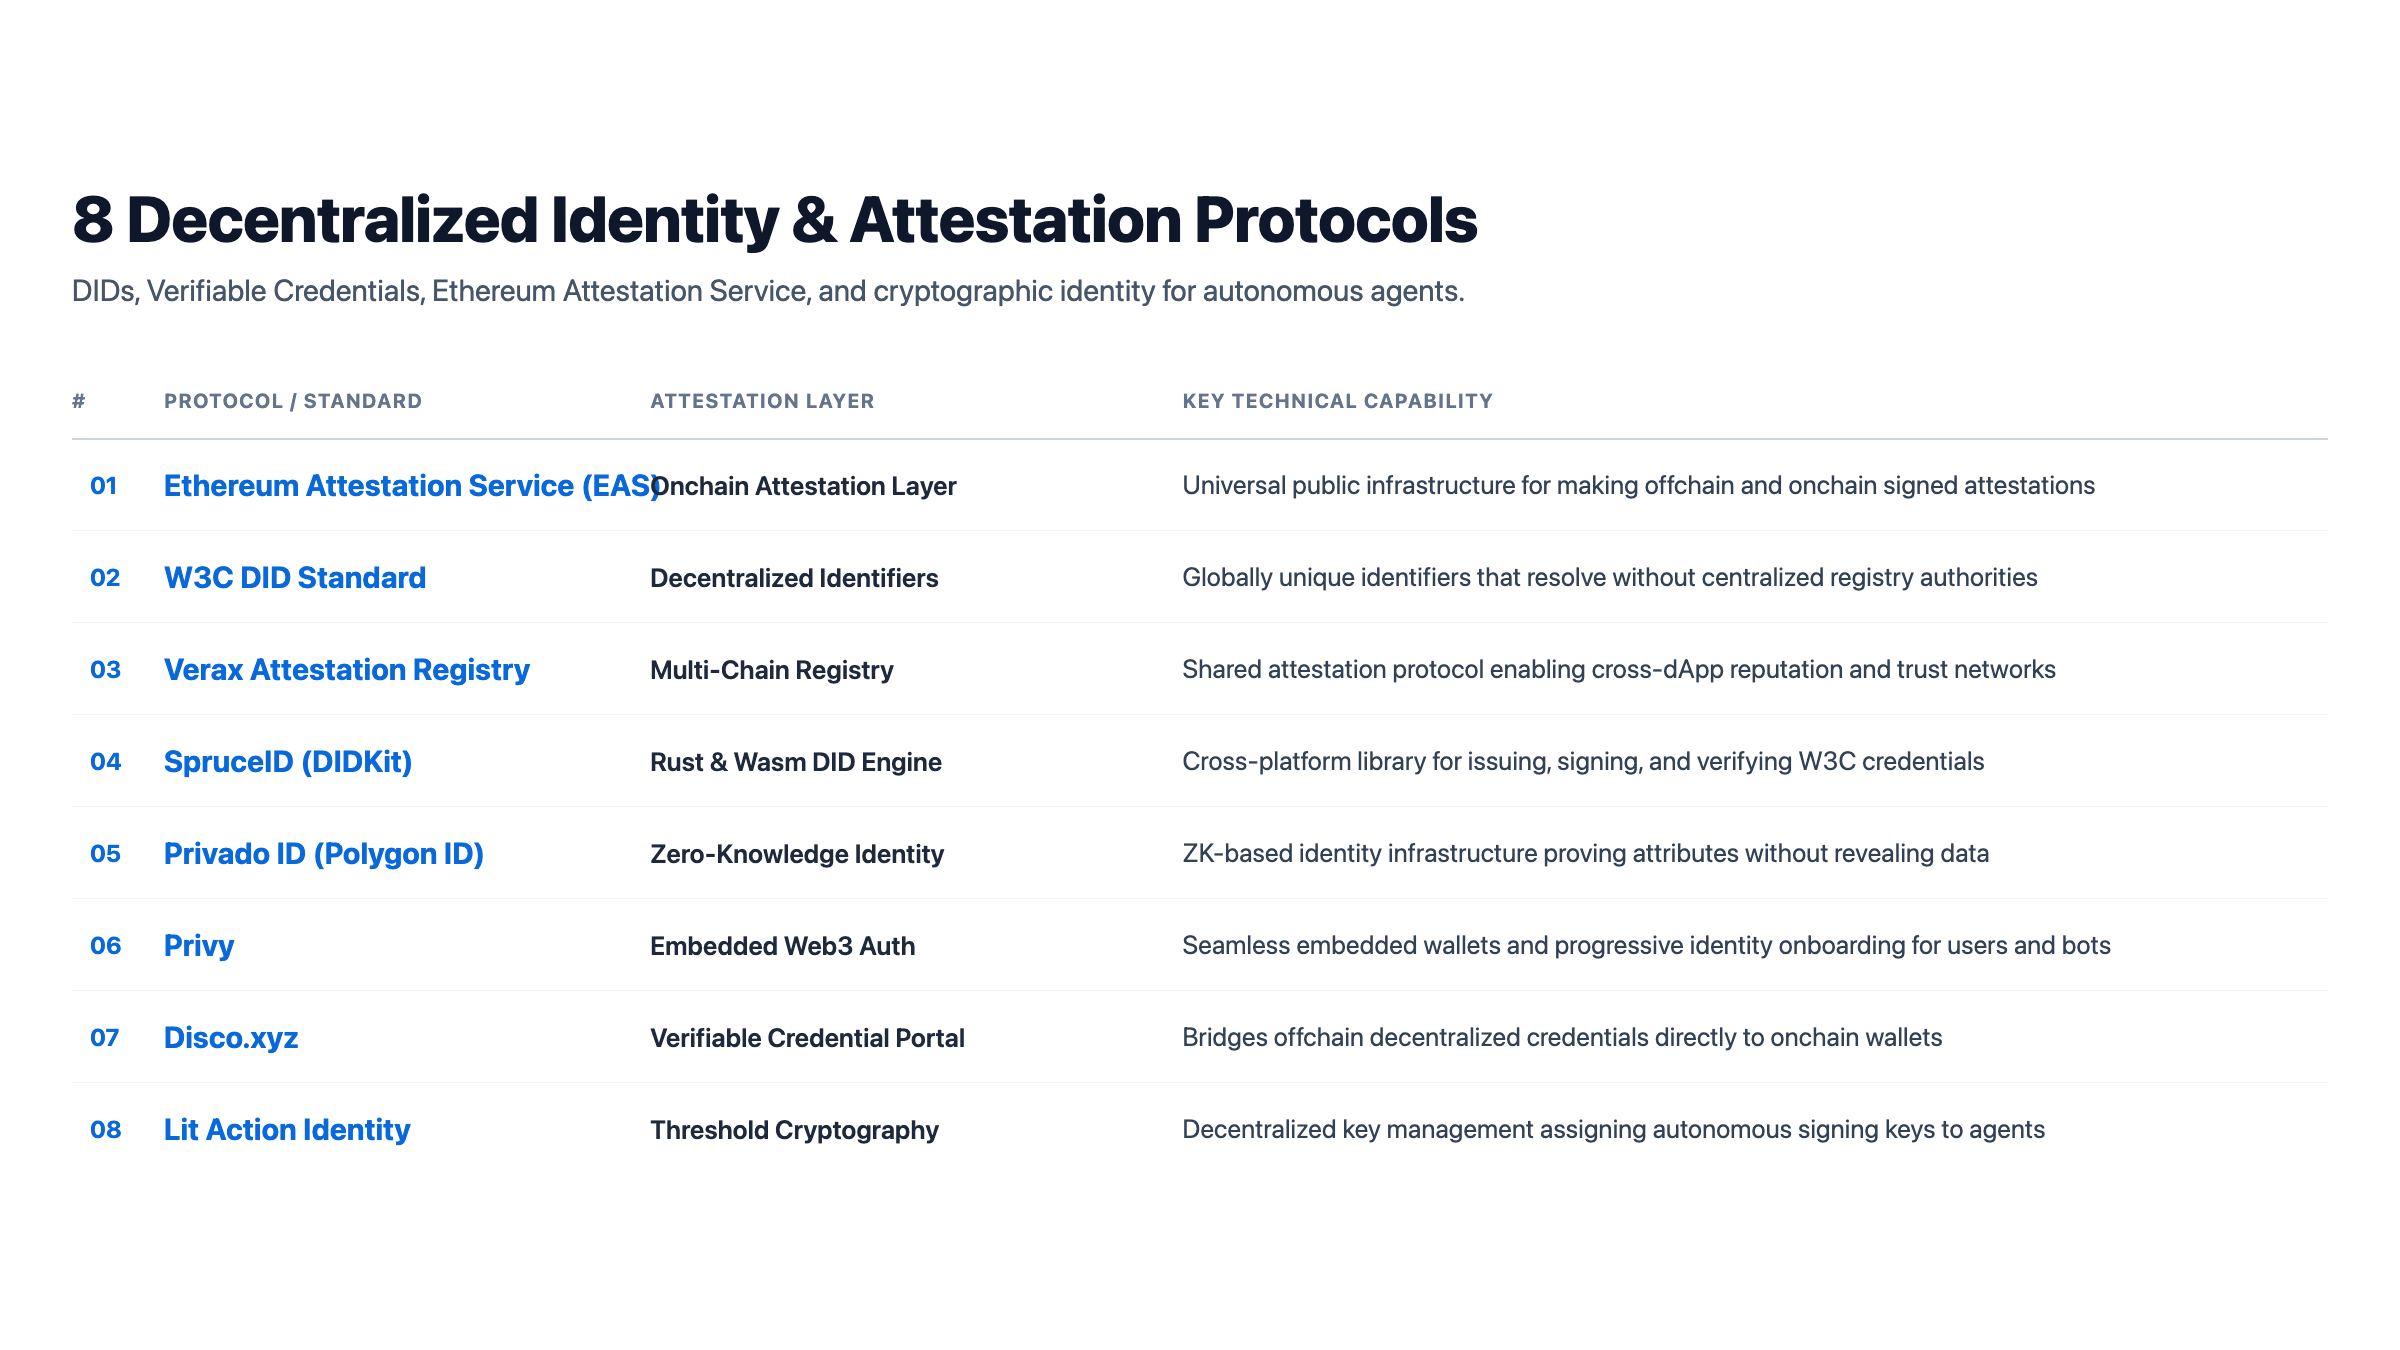 8 Decentralized Identity & Attestation Protocols
DIDs, Verifiable Credentials, Ethereum Attestation Service, and cryptographic identity for autonomous agents.
# PROTOCOL / STANDARD ATTESTATION LAYER KEY TECHNICAL CAPABILITY
01 Ethereum Attestation Service (EAS) Onchain Attestation Layer Universal public infrastructure for making offchain and onchain signed attestations
02 W3C DID Standard Decentralized Identifiers Globally unique identifiers that resolve without centralized registry authorities
03 Verax Attestation Registry Multi-Chain Registry Shared attestation protocol enabling cross-dApp reputation and trust networks
04 SpruceID (DIDKit) Rust & Wasm DID Engine Cross-platform library for issuing, signing, and verifying W3C credentials
05 Privado ID (Polygon ID) Zero-Knowledge Identity ZK-based identity infrastructure proving attributes without revealing data
06 Privy Embedded Web3 Auth Seamless embedded wallets and progressive identity onboarding for users and bots
07 Disco.xyz Verifiable Credential Portal Bridges offchain decentralized credentials directly to onchain wallets
08 Lit Action Identity Threshold Cryptography Decentralized key management assigning autonomous signing keys to agents